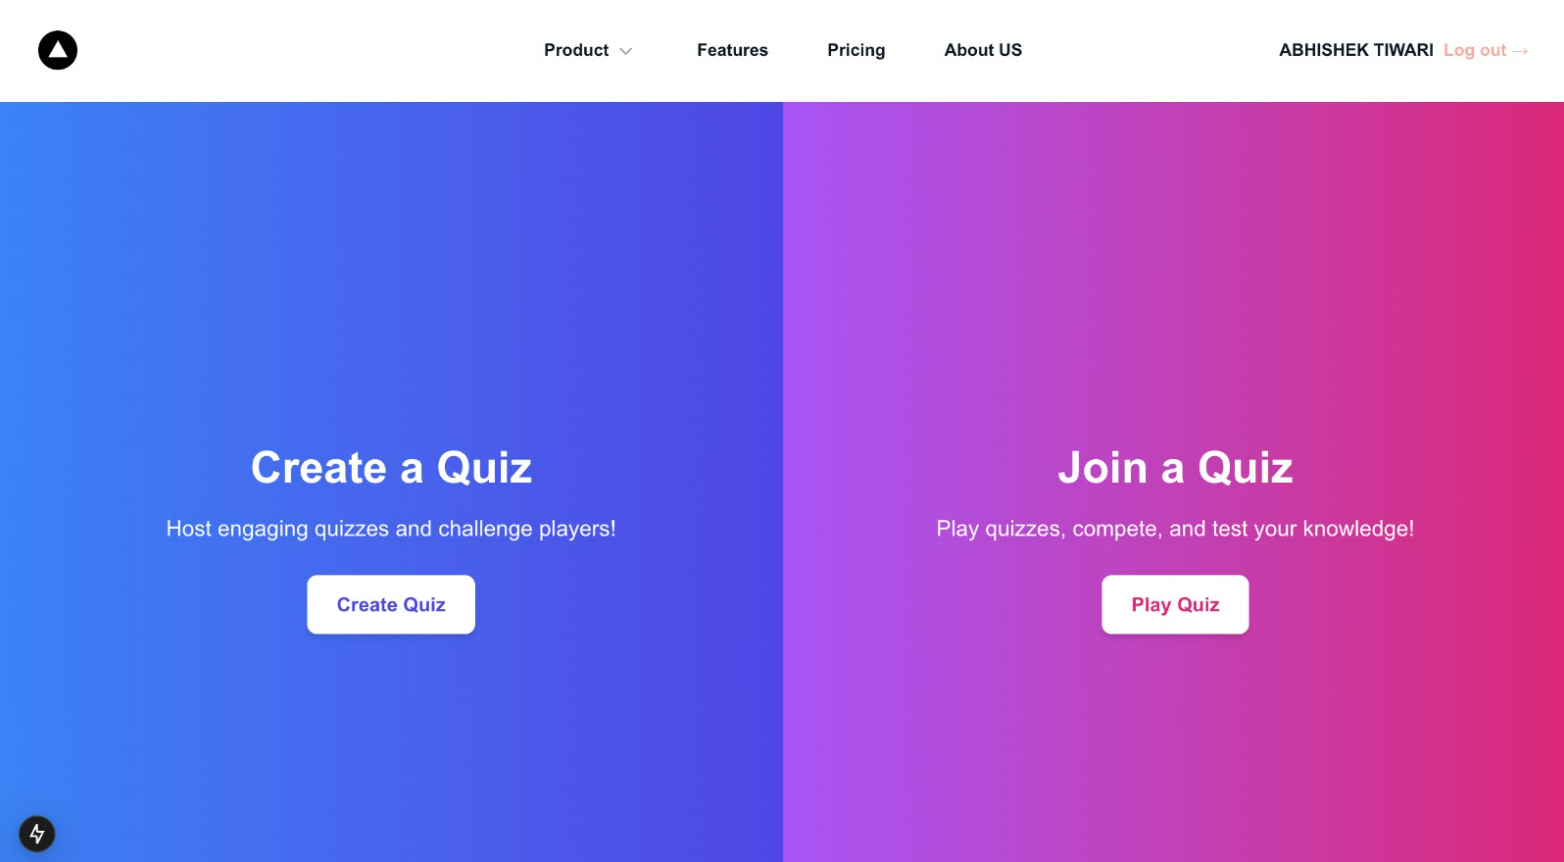 Product Features Pricing About US ABHISHEK TIWARI Log out →
Create a Quiz
Host engaging quizzes and challenge players!
Create Quiz
Join a Quiz
Play quizzes, compete, and test your knowledge!
Play Quiz